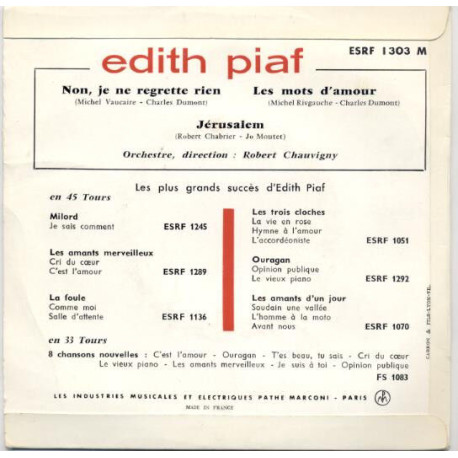 ESRF 1303 M
edith piaf
Non, je ne regrette rien
(Michel Vaucaire - Charles Dumont)
Les mots d'amour
(Michel Rivgauche - Charles Dumont)
Jérusalem
(Robert Chabrier - Jo Moutet)
Orchestre, direction : Robert Chauvigny
Les plus grands succès d'Edith Piaf
en 45 Tours
Milord
Je sais comment ESRF 1245
Les amants merveilleux
Cri du cœur
C'est l'amour ESRF 1289
La foule
Comme moi
Salle d'attente ESRF 1136
Les trois cloches
La vie en rose
Hymne à l'amour
L'accordéoniste ESRF 1051
Ouragan
Opinion publique
Le vieux piano ESRF 1292
Les amants d'un jour
Soudain une vallée
L'homme à la moto
Avant nous ESRF 1070
en 33 Tours
8 chansons nouvelles : C'est l'amour - Ouragan - T'es beau, tu sais - Cri du cœur
Le vieux piano - Les amants merveilleux - Je suis à toi - Opinion publique
FS 1083
LES INDUSTRIES MUSICALES ET ELECTRIQUES PATHE MARCONI - PARIS
MADE IN FRANCE